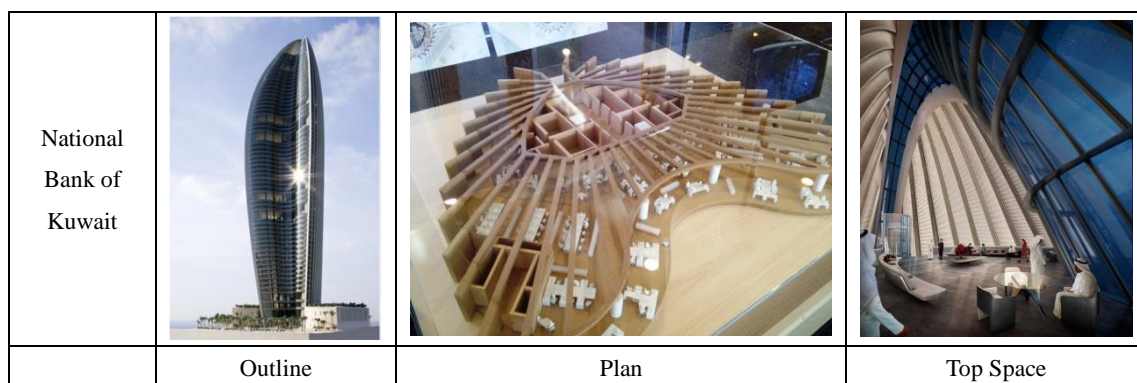 National
Bank of
Kuwait
Outline
Plan
Top Space